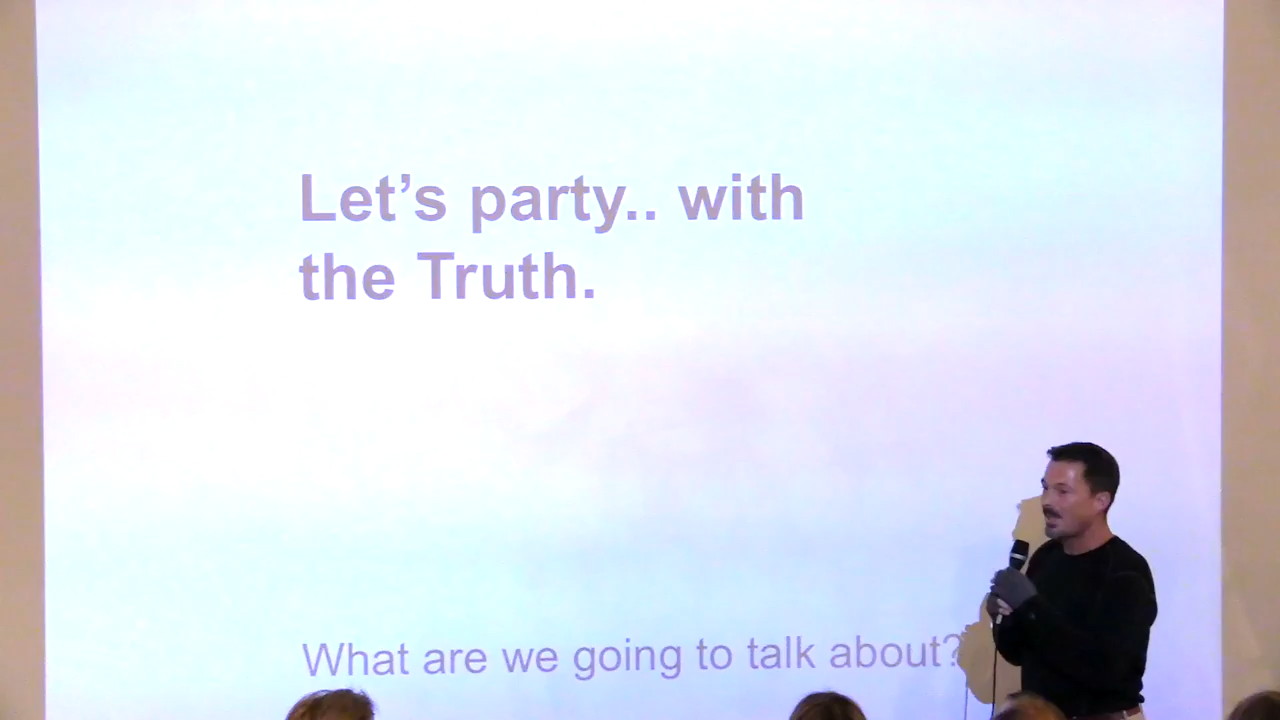 Let’s party.. with
the Truth.
What are we going to talk about?